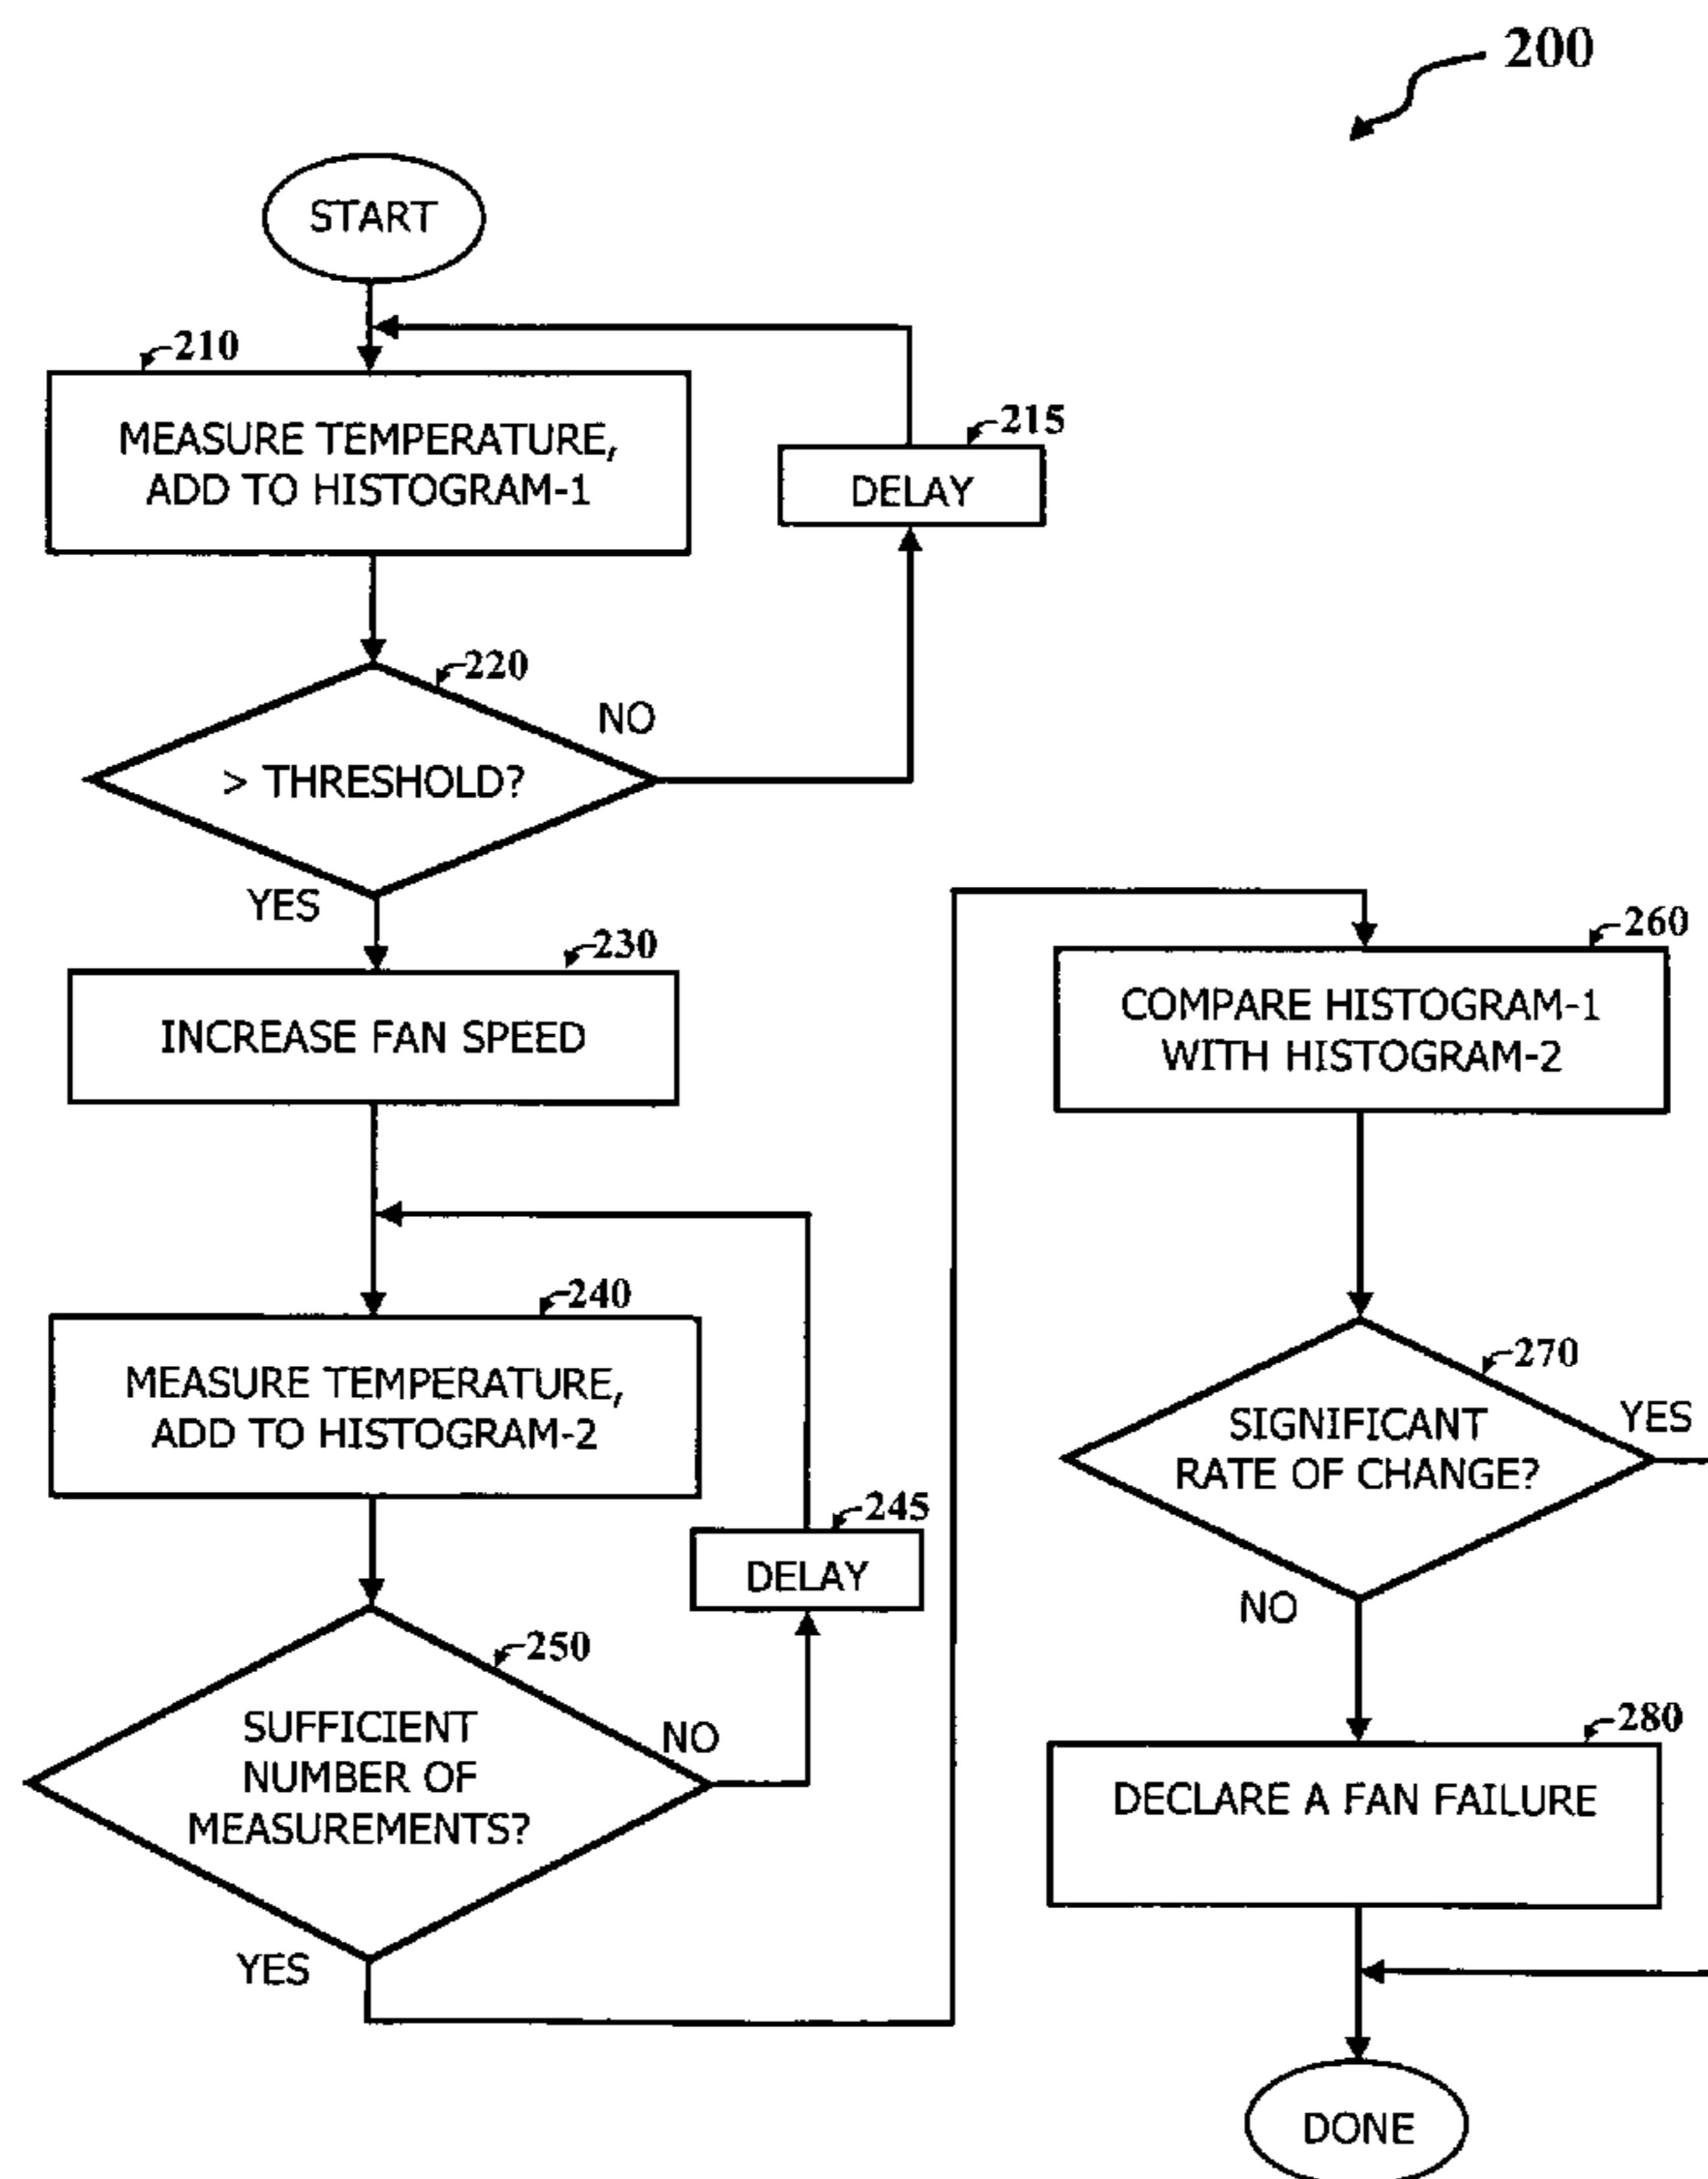 200
START
210
MEASURE TEMPERATURE,
ADD TO HISTOGRAM-1
215
DELAY
220
NO
> THRESHOLD?
YES
230
INCREASE FAN SPEED
240
MEASURE TEMPERATURE,
ADD TO HISTOGRAM-2
245
DELAY
250
NO
SUFFICIENT
NUMBER OF
MEASUREMENTS?
YES
260
COMPARE HISTOGRAM-1
WITH HISTOGRAM-2
270
YES
SIGNIFICANT
RATE OF CHANGE?
NO
280
DECLARE A FAN FAILURE
DONE